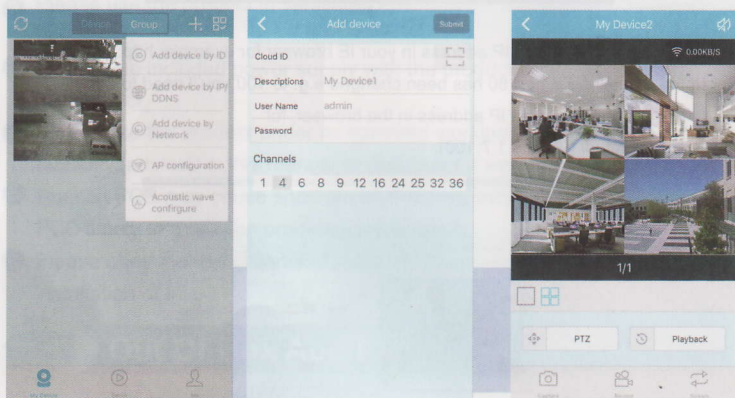 Device Group
Add device by ID
Add device by IP/
DDNS
Add device by
Network
AP configuration
Acoustic wave
confirgure
My Device
Add device
Submit
Cloud ID
Descriptions My Device1
User Name admin
Password
Channels
1 4 6 8 9 12 16 24 25 32 36
My Device2
0.00KB/S
1/1
PTZ
Playback